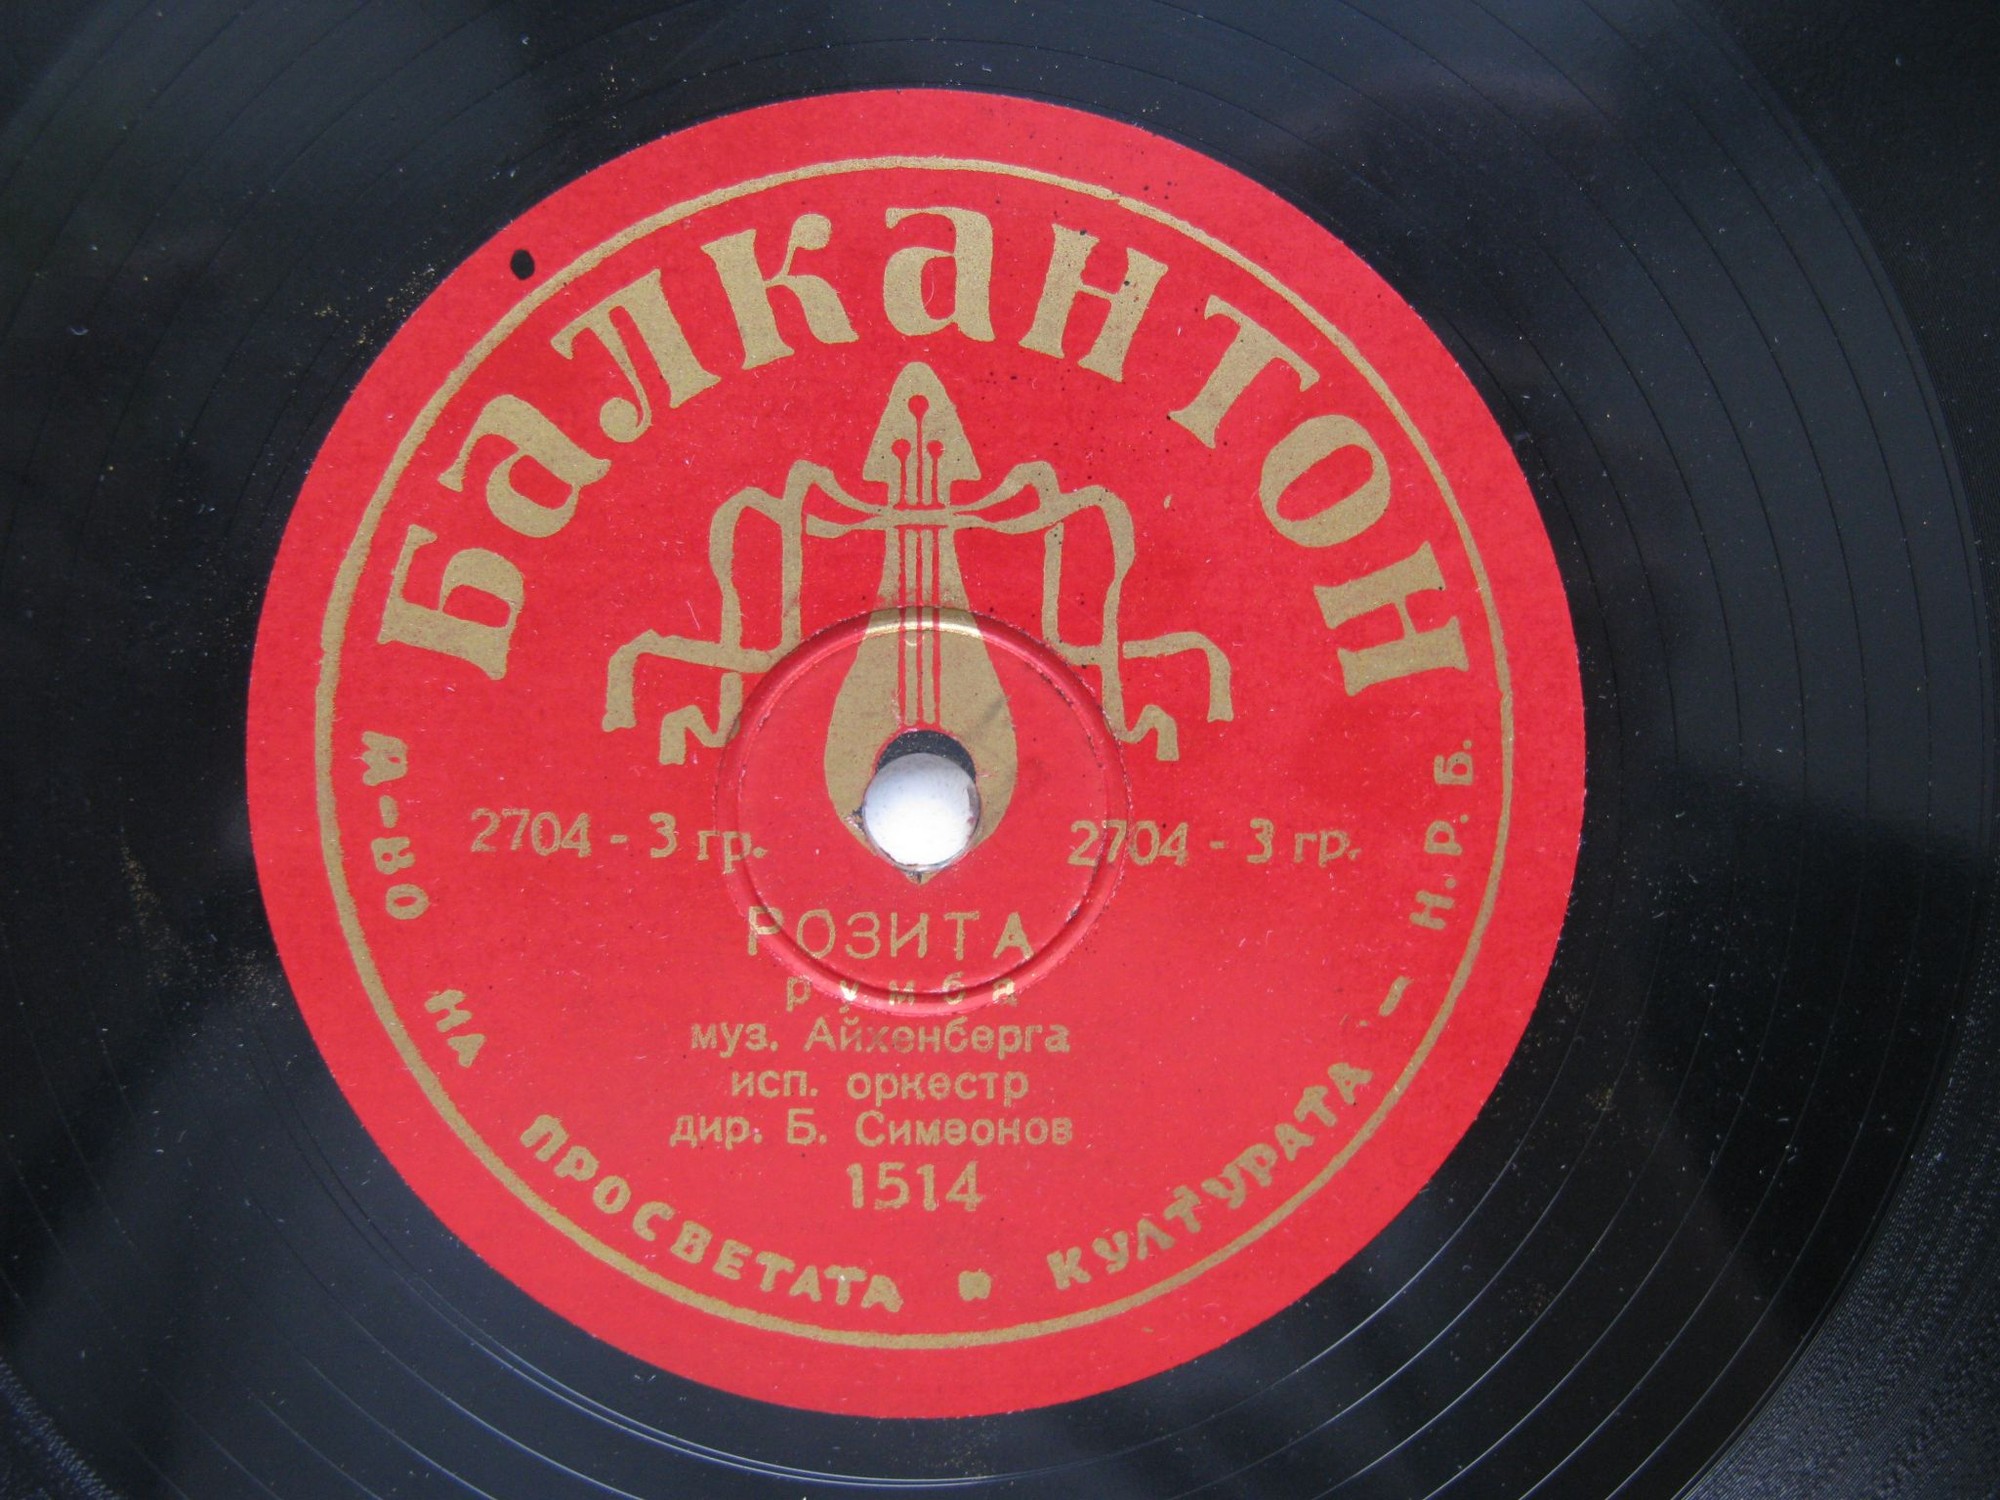 Балкантон
2704 - 3 гр.
2704 - 3 гр.
РОЗИТА
румба
муз. Айхенберга
исп. оркестр
дир. Б. Симеонов
1514
М-ВО НА ПРОСВЕТАТА И КУЛТУРАТА - Н.Р.Б.